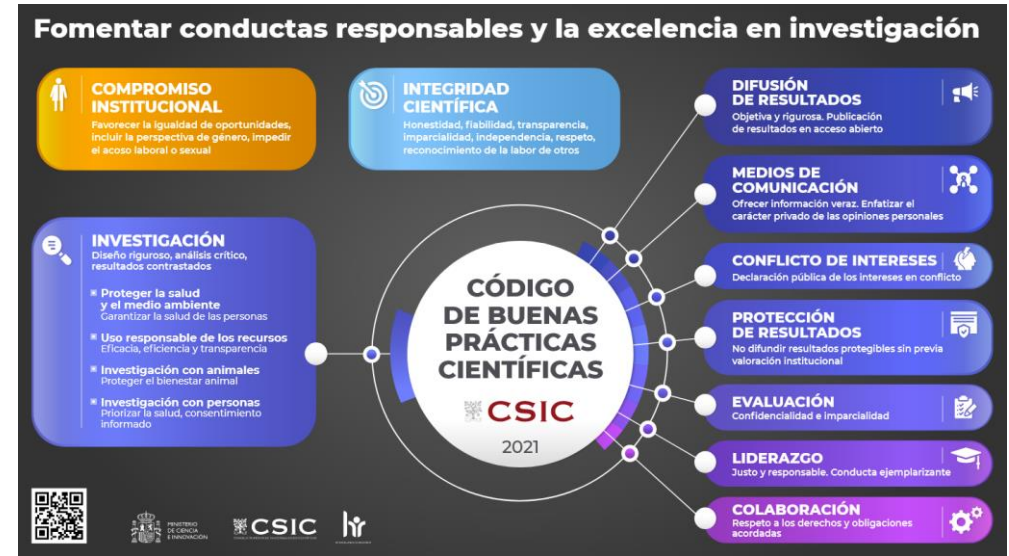 Fomentar conductas responsables y la excelencia en investigación
COMPROMISO
INSTITUCIONAL
Favorecer la igualdad de oportunidades,
incluir la perspectiva de género, impedir
el acoso laboral o sexual
INTEGRIDAD
CIENTÍFICA
Honestidad, fiabilidad, transparencia,
imparcialidad, independencia, respeto,
reconocimiento de la labor de otros
INVESTIGACIÓN
Diseño riguroso, análisis crítico,
resultados contrastados
Proteger la salud
y el medio ambiente
Garantizar la salud de las personas
Uso responsable de los recursos
Eficacia, eficiencia y transparencia
Investigación con animales
Proteger el bienestar animal
Investigación con personas
Priorizar la salud, consentimiento
informado
CÓDIGO
DE BUENAS
PRÁCTICAS
CIENTÍFICAS
CSIC
2021
DIFUSIÓN
DE RESULTADOS
Objetiva y rigurosa. Publicación
de resultados en acceso abierto
MEDIOS DE
COMUNICACIÓN
Ofrecer información veraz. Enfatizar el
carácter privado de las opiniones personales
CONFLICTO DE INTERESES
Declaración pública de los intereses en conflicto
PROTECCIÓN
DE RESULTADOS
No difundir resultados protegibles sin previa
valoración institucional
EVALUACIÓN
Confidencialidad e imparcialidad
LIDERAZGO
Justo y responsable. Conducta ejemplarizante
COLABORACIÓN
Respeto a los derechos y obligaciones
acordadas
MINISTERIO
DE CIENCIA
E INNOVACIÓN
CSIC
hr